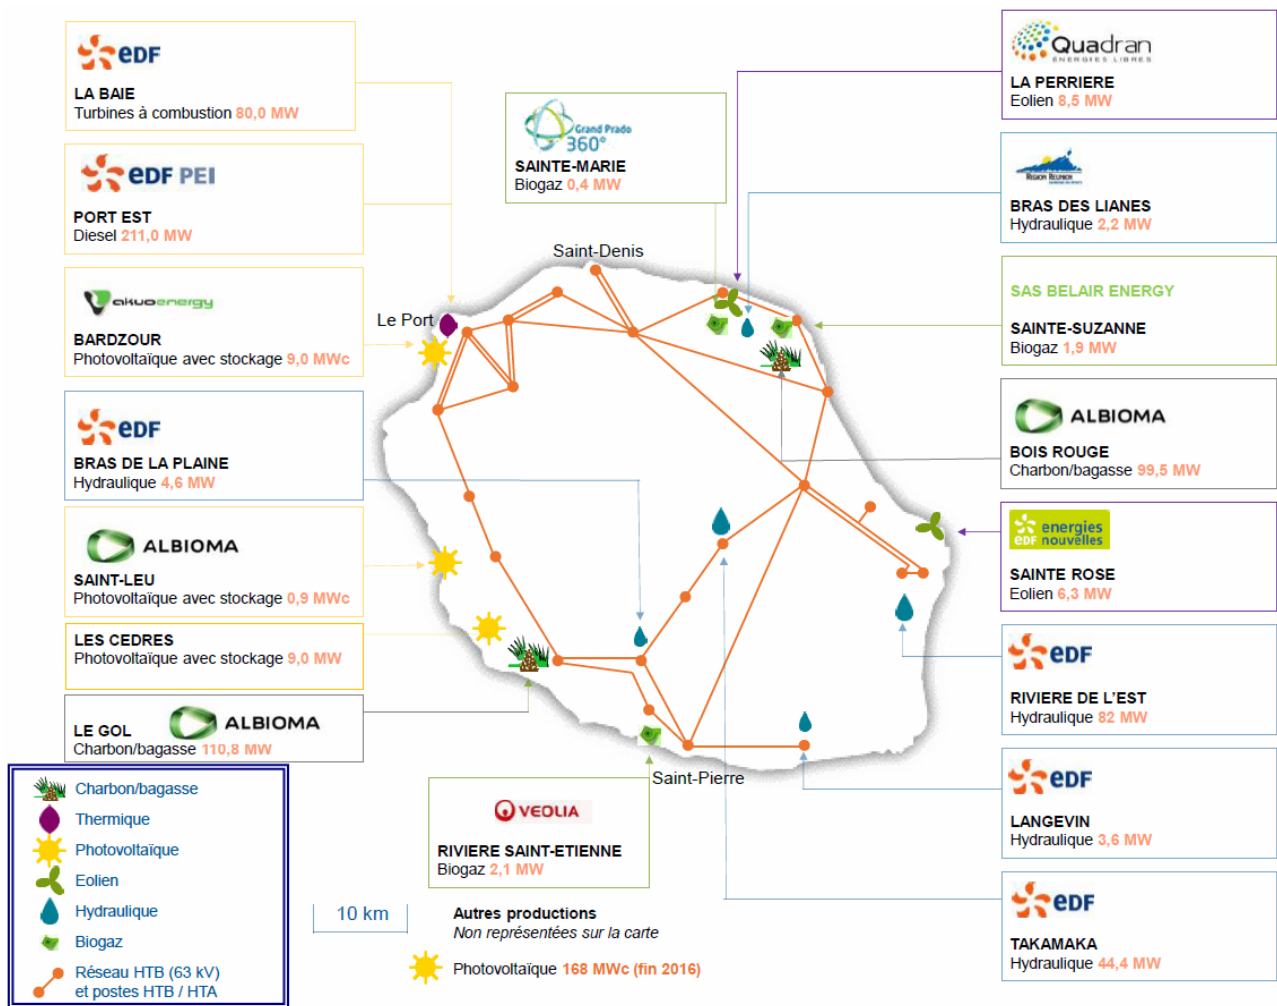 EDF
LA BAIE
Turbines à combustion 80,0 MW
EDF PEI
PORT EST
Diesel 211,0 MW
akuoenergy
BARDZOUR
Photovoltaïque avec stockage 9,0 MWc
EDF
BRAS DE LA PLAINE
Hydraulique 4,6 MW
ALBIOMA
SAINT-LEU
Photovoltaïque avec stockage 0,9 MWc
LES CEDRES
Photovoltaïque avec stockage 9,0 MW
LE GOL
ALBIOMA
Charbon/bagasse 110,8 MW
Charbon/bagasse
Thermique
Photovoltaïque
Eolien
Hydraulique
Biogaz
Réseau HTB (63 kV)
et postes HTB / HTA
Grand Prado
360°
SAINTE-MARIE
Biogaz 0,4 MW
Saint-Denis
Le Port
Saint-Pierre
VEOLIA
RIVIERE SAINT-ETIENNE
Biogaz 2,1 MW
10 km
Autres productions
Non représentées sur la carte
Photovoltaïque 168 MWc (fin 2016)
Quadran
ÉNERGIES LIBRES
LA PERRIERE
Eolien 8,5 MW
REGION REUNION
BRAS DES LIANES
Hydraulique 2,2 MW
SAS BELAIR ENERGY
SAINTE-SUZANNE
Biogaz 1,9 MW
ALBIOMA
BOIS ROUGE
Charbon/bagasse 99,5 MW
energies
EDF nouvelles
SAINTE ROSE
Eolien 6,3 MW
EDF
RIVIERE DE L'EST
Hydraulique 82 MW
EDF
LANGEVIN
Hydraulique 3,6 MW
EDF
TAKAMAKA
Hydraulique 44,4 MW